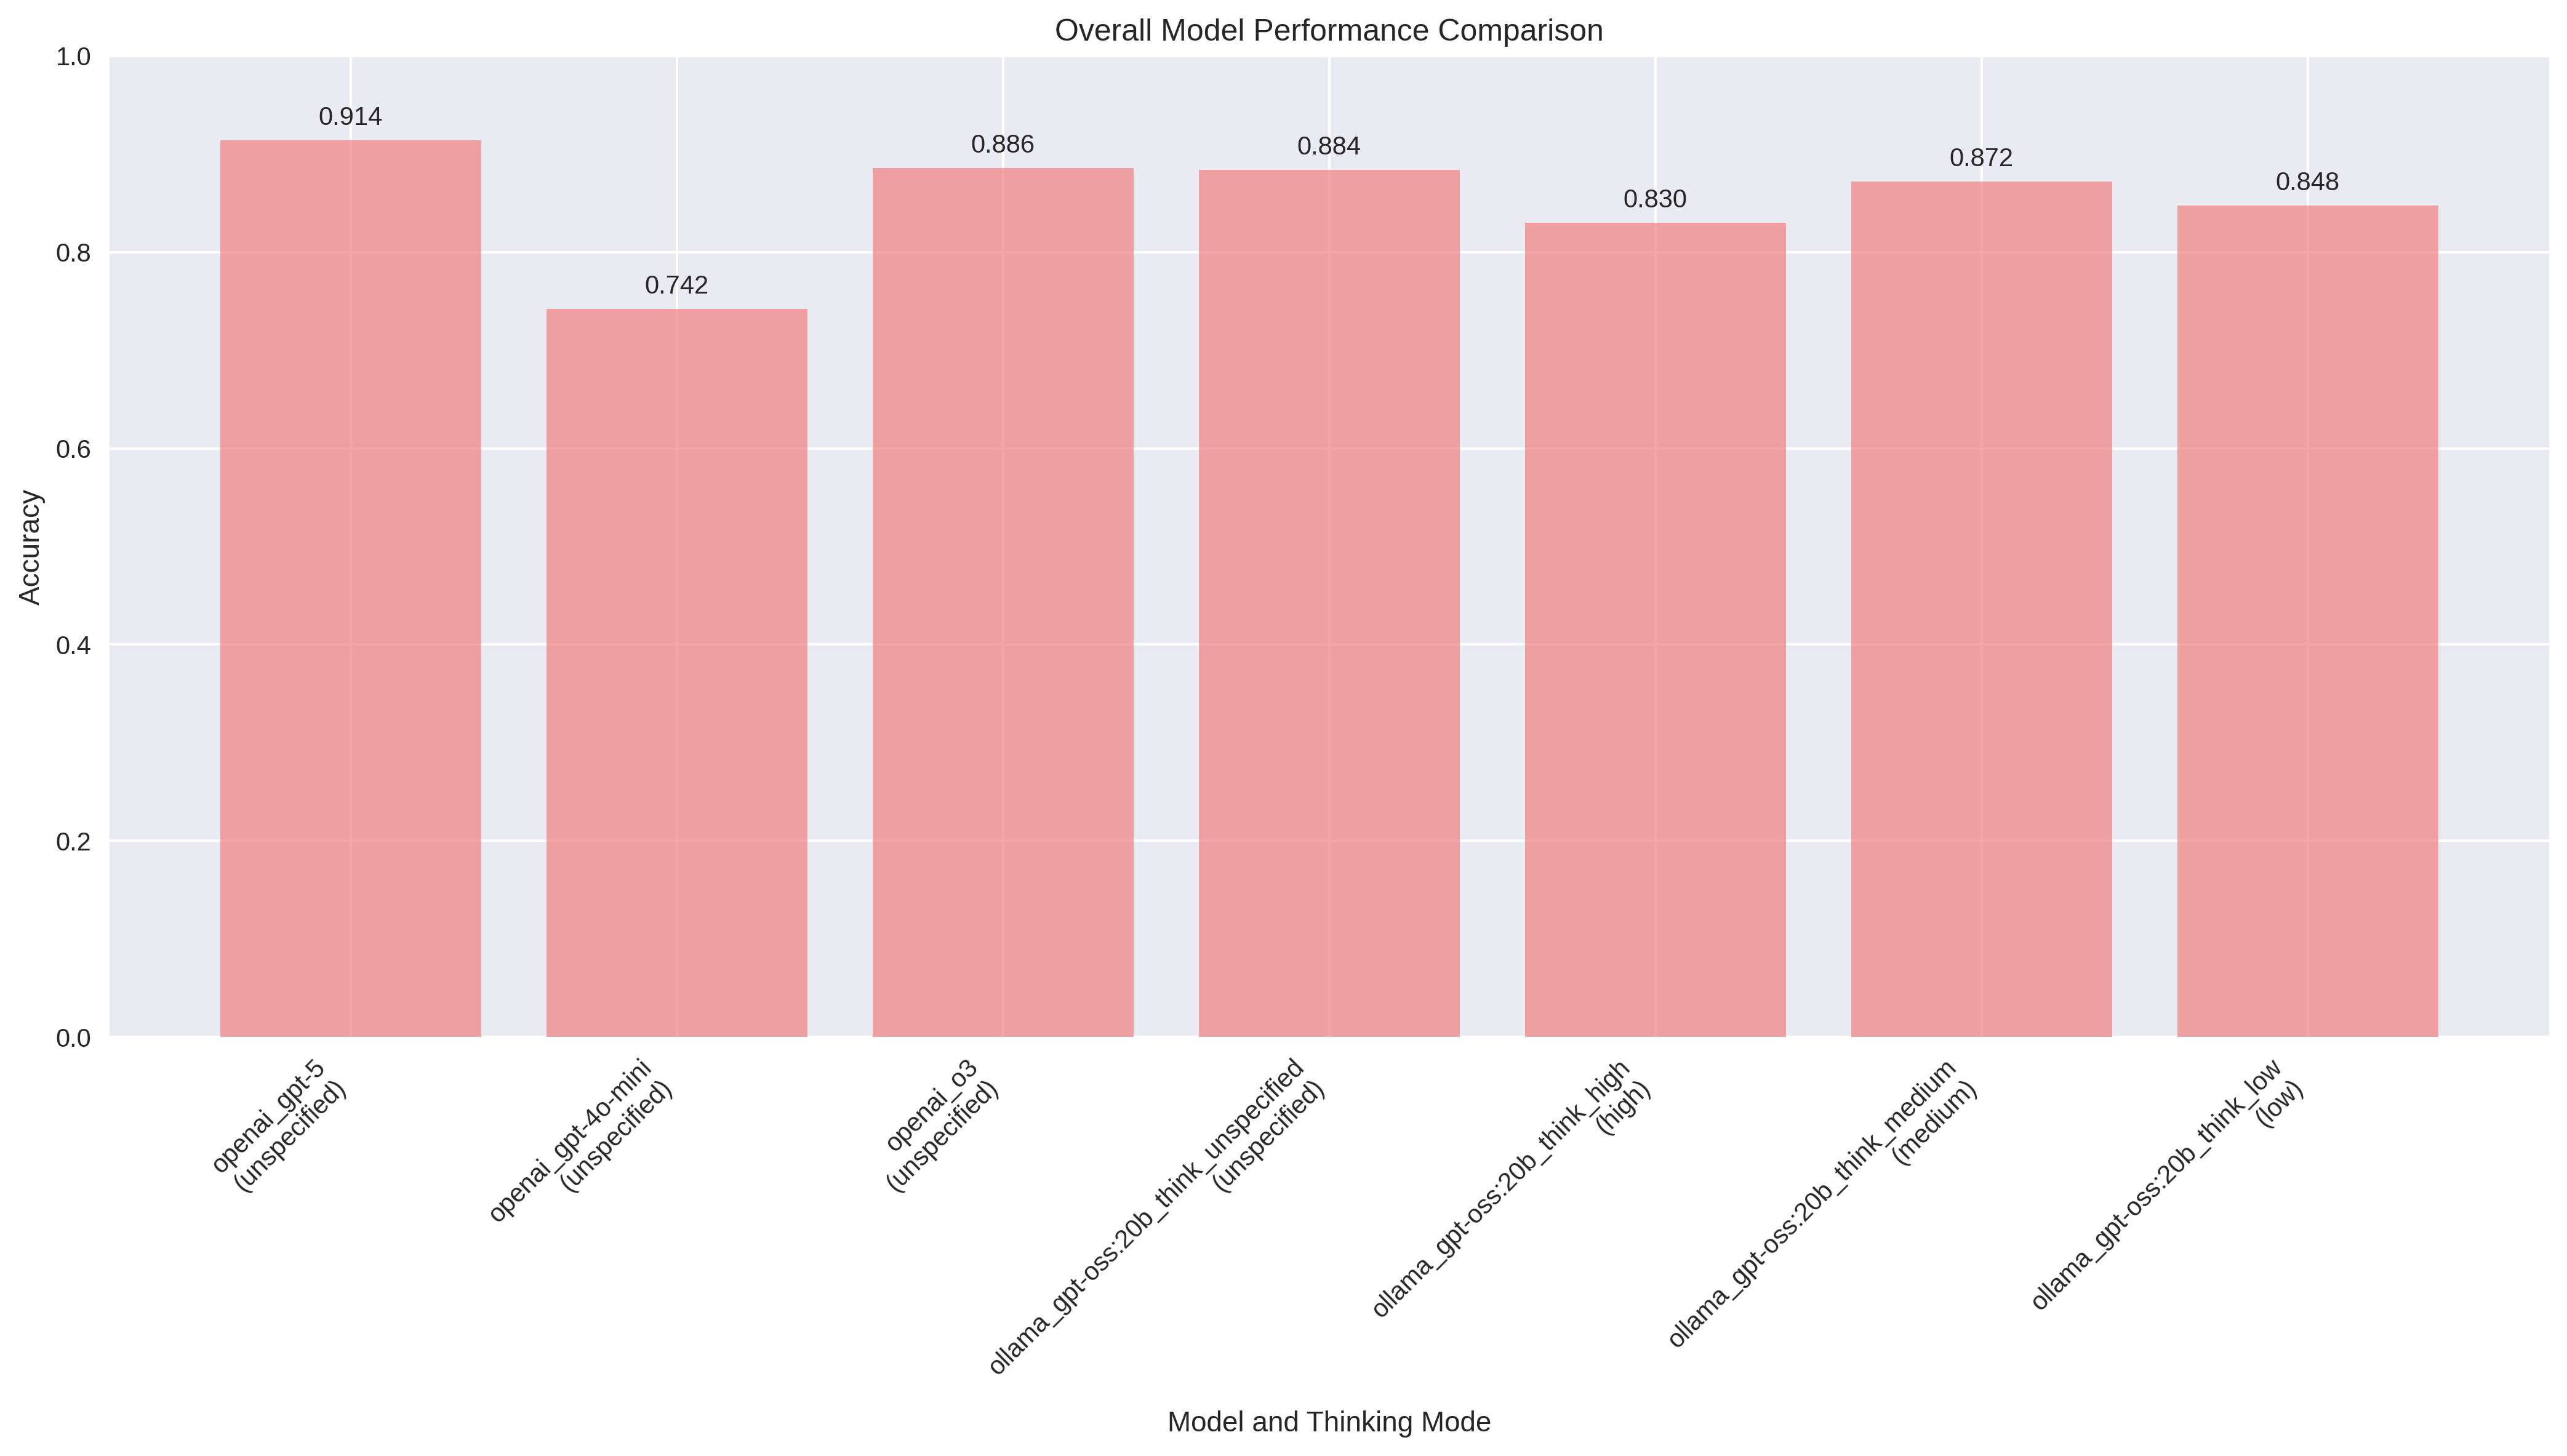 Overall Model Performance Comparison
Accuracy
1.0
0.8
0.6
0.4
0.2
0.0
0.914
0.742
0.886
0.884
0.830
0.872
0.848
openai_gpt-5
(unspecified)
openai_gpt-4o-mini
(unspecified)
openai_o3
(unspecified)
ollama_gpt-oss:20b_think_unspecified
(unspecified)
ollama_gpt-oss:20b_think_high
(high)
ollama_gpt-oss:20b_think_medium
(medium)
ollama_gpt-oss:20b_think_low
(low)
Model and Thinking Mode